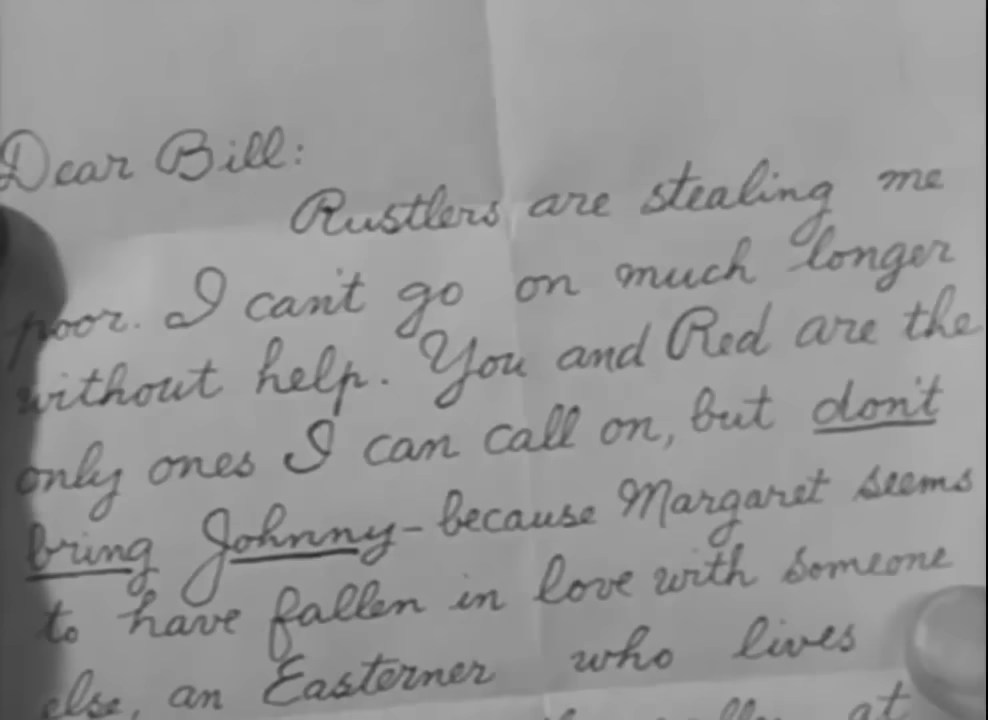 Dear Bill:
Rustlers are stealing me
poor. I can't go on much longer
without help. You and Red are the
only ones I can call on, but don't
bring Johnny - because Margaret seems
to have fallen in love with someone
else, an Easterner who lives
at